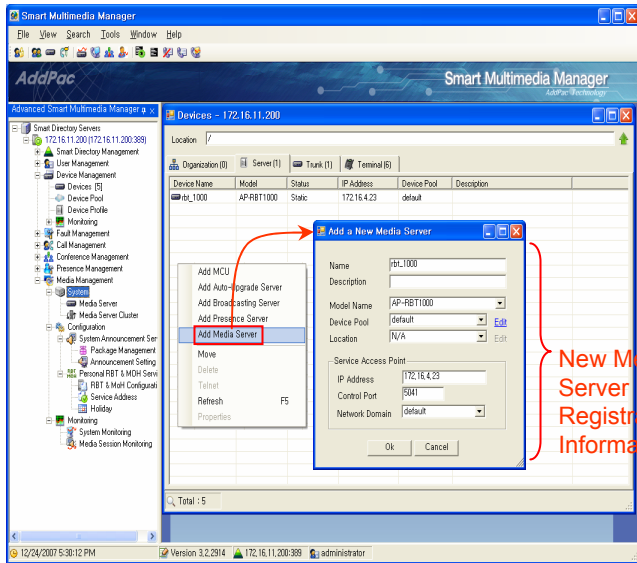 Smart Multimedia Manager
File View Search Tools Window Help
AddPac
Smart Multimedia Manager
AddPac Technology
Advanced Smart Multimedia Manager
Smart Directory Servers
172.16.11.200 (172.16.11.200:389)
Smart Directory Management
User Management
Device Management
Devices [5]
Device Pool
Device Profile
Monitoring
Fault Management
Call Management
Conference Management
Presence Management
Media Management
System
Media Server
Media Server Cluster
Configuration
System Announcement Ser
Package Management
Announcement Setting
Personal RBT & MOH Servi
RBT & MoH Configurati
Service Address
Holiday
Monitoring
System Monitoring
Media Session Monitoring
Devices - 172.16.11.200
Location /
Organization (0) Server (1) Trunk (1) Terminal (6)
Device Name Model Status IP Address Device Pool Description
rbt_1000 AP-RBT1000 Static 172.16.4.23 default
Add MCU
Add Auto-Upgrade Server
Add Broadcasting Server
Add Presence Server
Add Media Server
Move
Delete
Telnet
Refresh F5
Properties
Add a New Media Server
Name rbt_1000
Description
Model Name AP-RBT1000
Device Pool default Edit
Location N/A Edit
Service Access Point
IP Address 172,16,4,23
Control Port 5041
Network Domain default
Ok Cancel
New Me
Server
Registra
Informa
Total : 5
12/24/2007 5:30:12 PM Version 3,2,2914 172,16,11,200:389 administrator